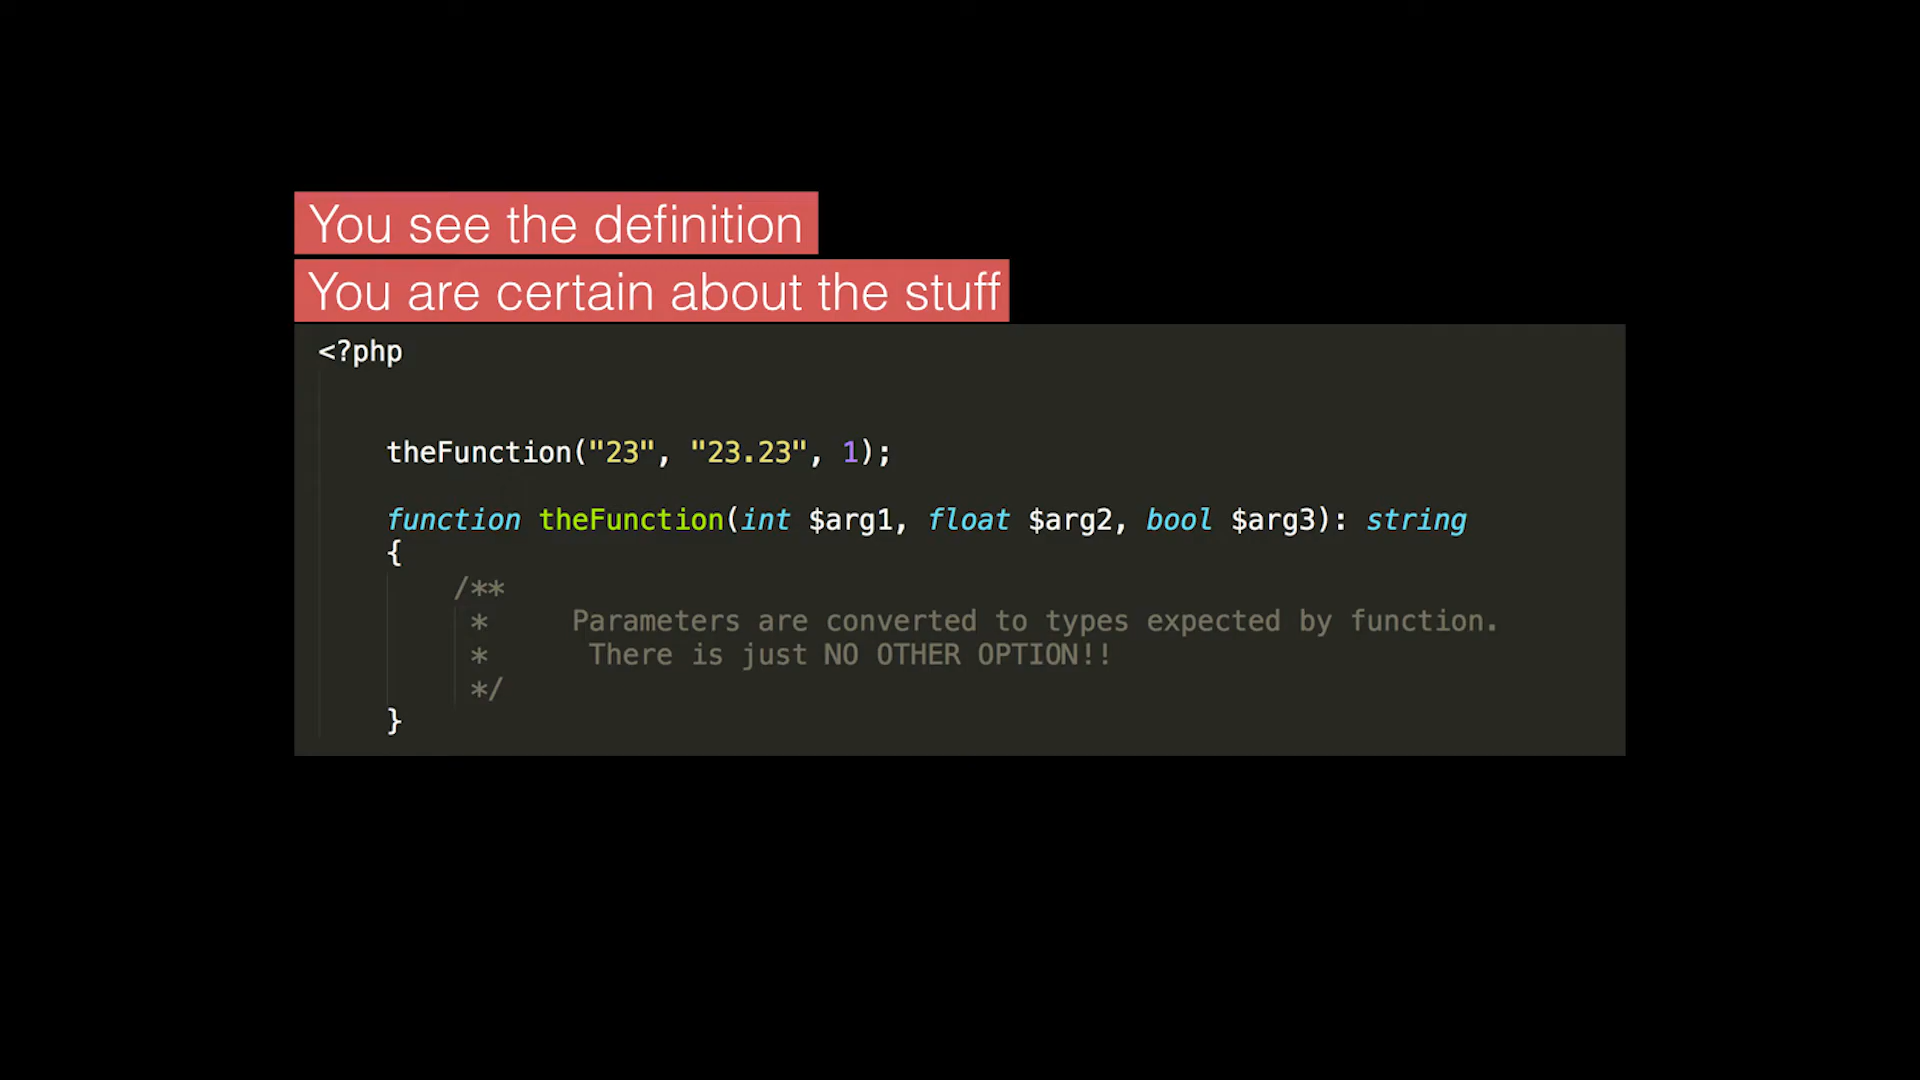 You see the definition
You are certain about the stuff
<?php
theFunction("23", "23.23", 1);
function theFunction(int $arg1, float $arg2, bool $arg3): string
{
/**
* Parameters are converted to types expected by function.
* There is just NO OTHER OPTION!!
*/
}